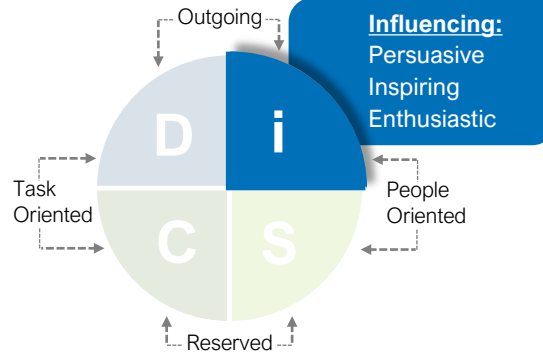 Outgoing
Influencing:
Persuasive
Inspiring
Enthusiastic
D
i
Task
Oriented
People
Oriented
C
S
Reserved